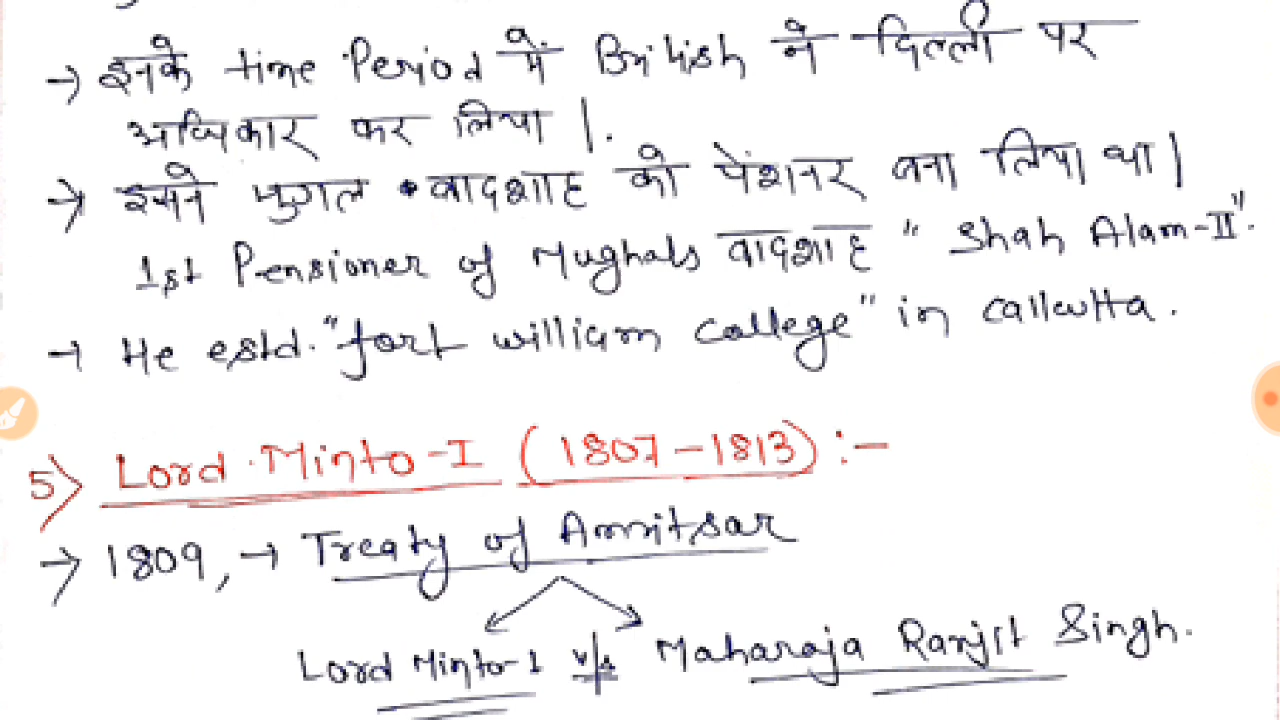 → इनके time Period में British ने दिल्ली पर
अधिकार कर लिया |.
→ इसने मुगल बादशाह को पेंशनर बना लिया था |
1st Pensioner of Mughals बादशाह " Shah Alam-II".
→ He estd. "fort william college" in callcutta.
5) Lord Minto-I (1807-1813) :-
→ 1809, → Treaty of Amritsar
Lord Minto-1 v/s Maharaja Ranjit Singh.